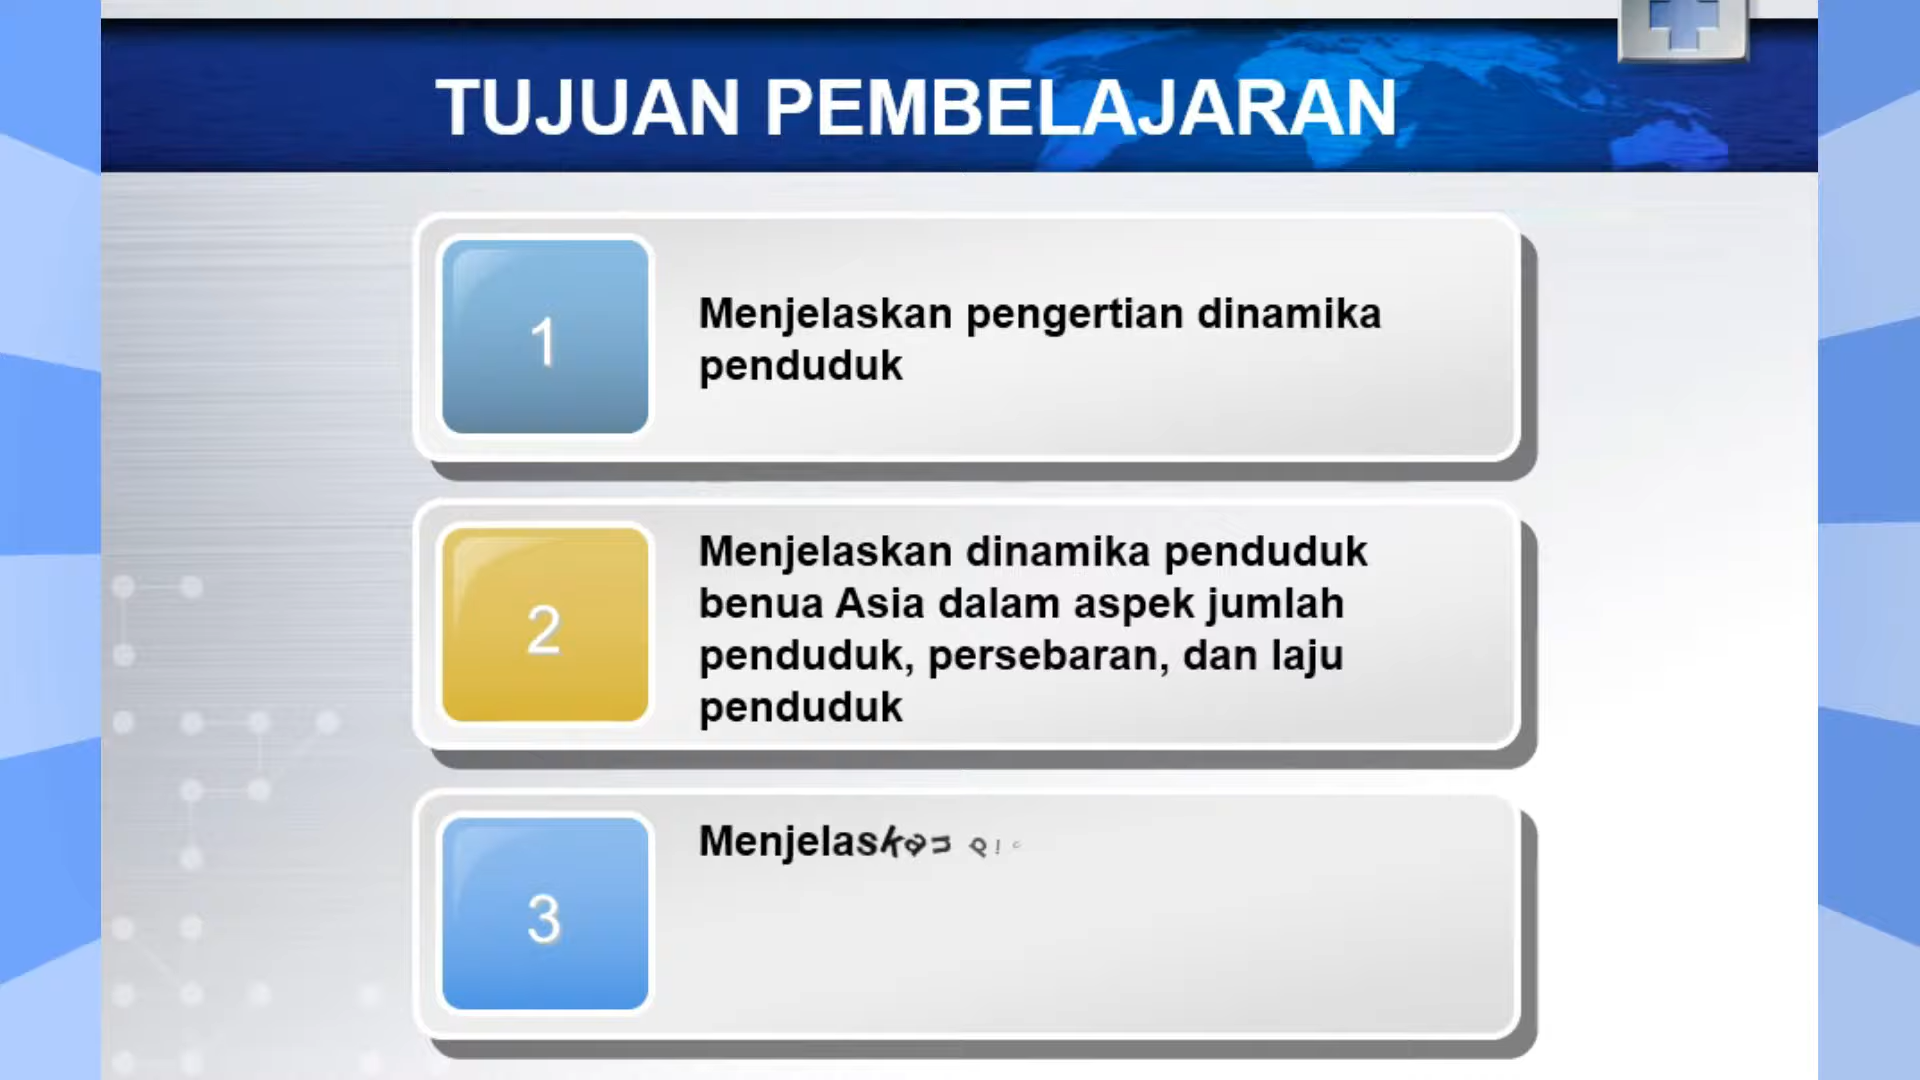 TUJUAN PEMBELAJARAN
1
Menjelaskan pengertian dinamika
penduduk
2
Menjelaskan dinamika penduduk
benua Asia dalam aspek jumlah
penduduk, persebaran, dan laju
penduduk
3
Menjelaskan